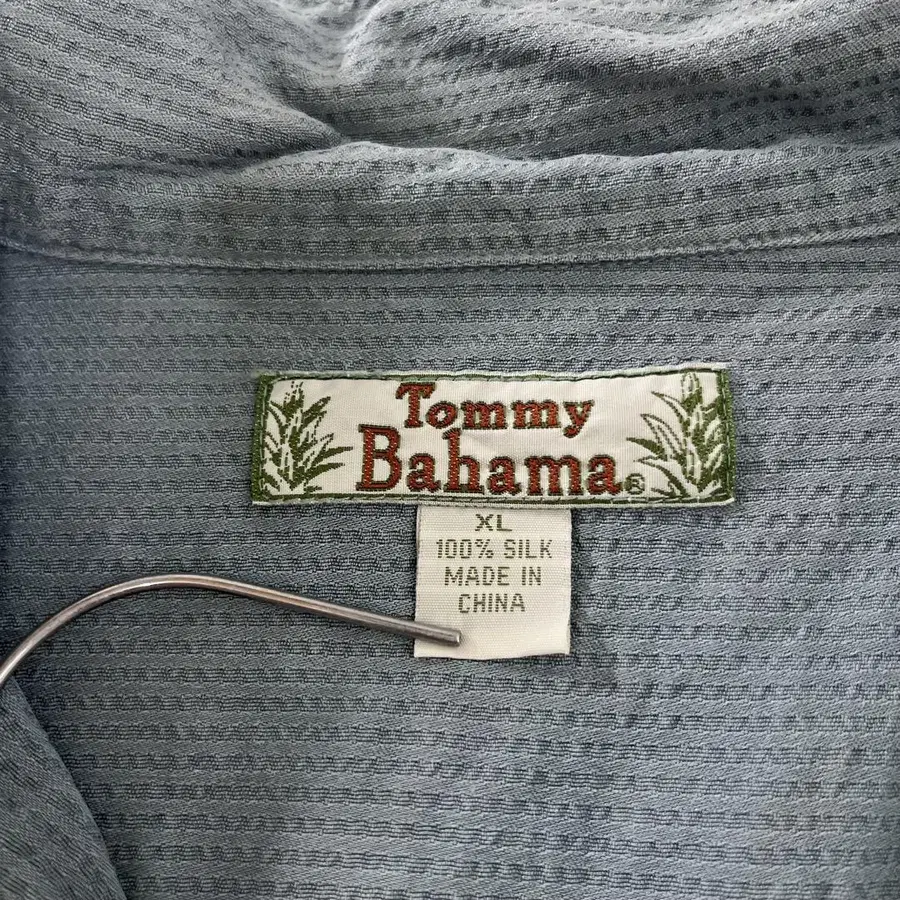 Tommy
Bahama®
XL
100% SILK
MADE IN
CHINA